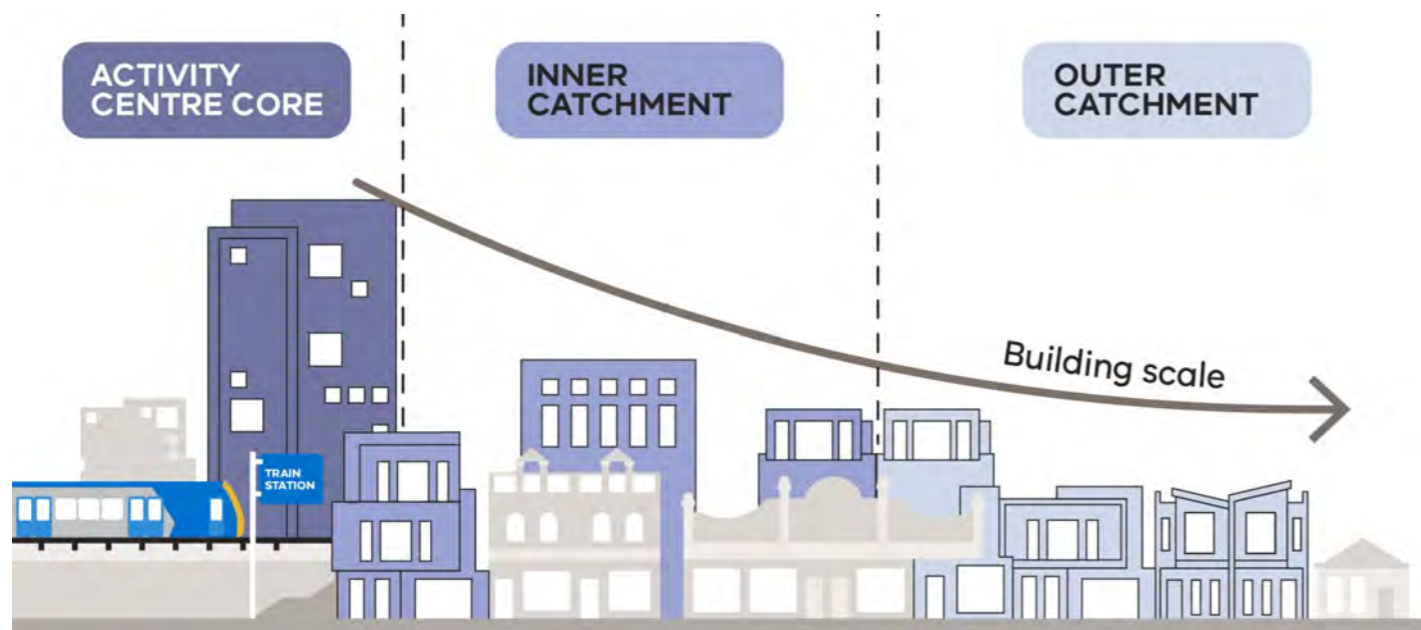 ACTIVITY
CENTRE CORE
INNER
CATCHMENT
OUTER
CATCHMENT
Building scale
TRAIN
STATION